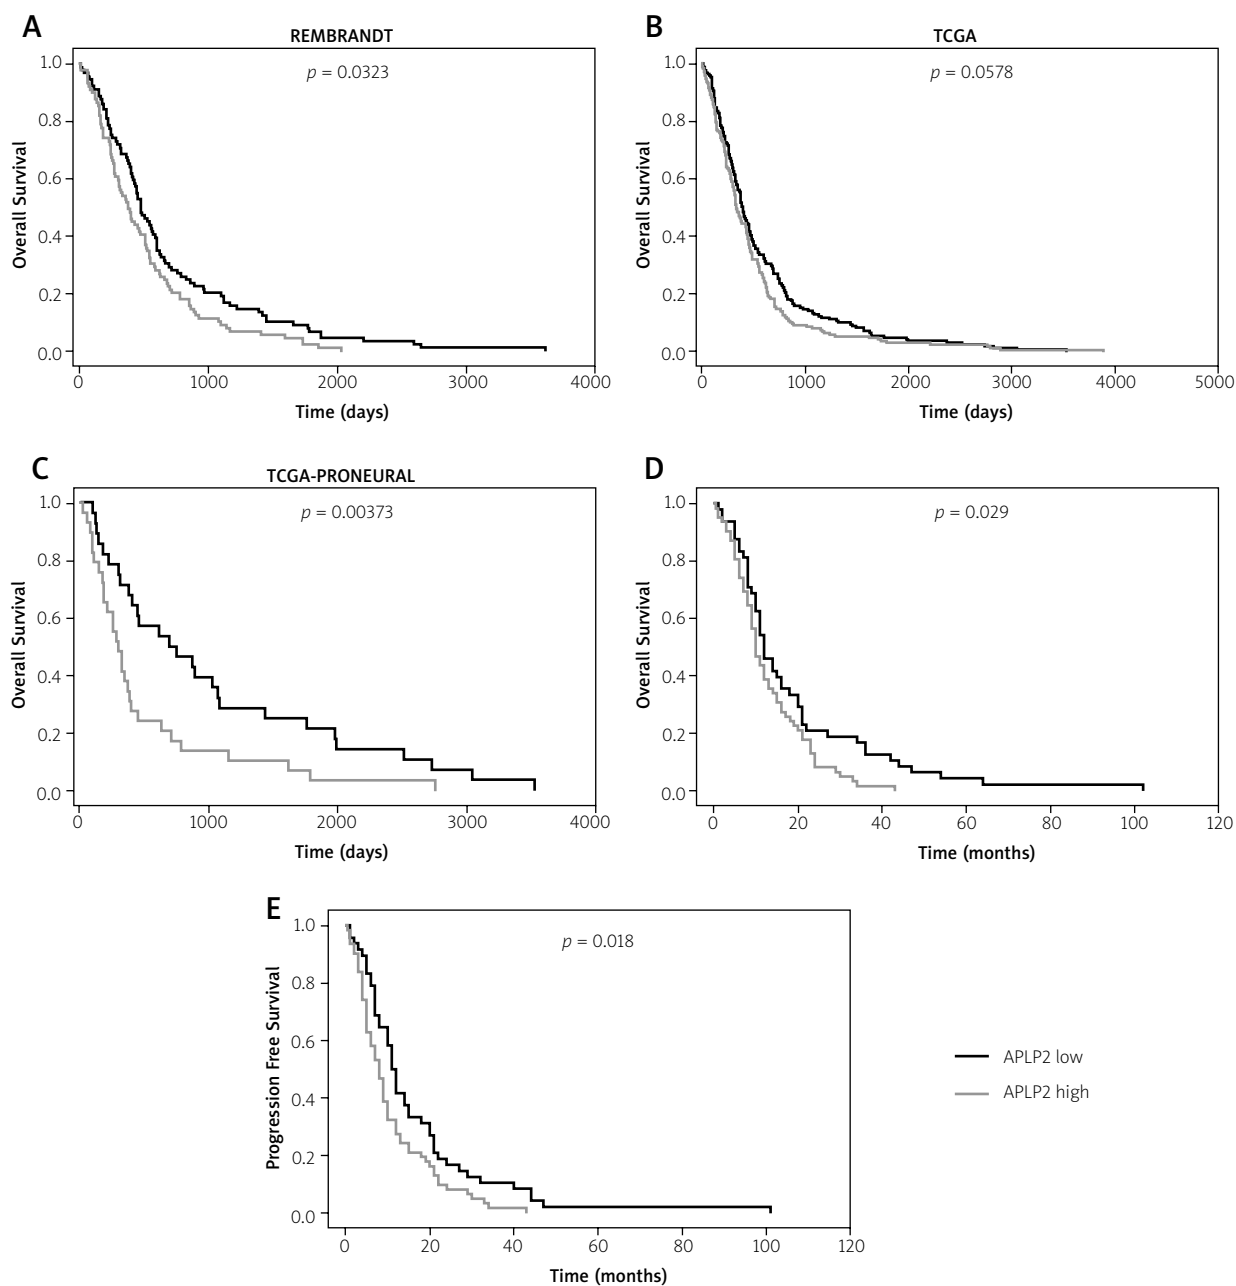 A
REMBRANDT
p = 0.0323
Overall Survival
1.0
0.8
0.6
0.4
0.2
0.0
0 1000 2000 3000 4000
Time (days)
B
TCGA
p = 0.0578
Overall Survival
1.0
0.8
0.6
0.4
0.2
0.0
0 1000 2000 3000 4000 5000
Time (days)
C
TCGA-PRONEURAL
p = 0.00373
Overall Survival
1.0
0.8
0.6
0.4
0.2
0.0
0 1000 2000 3000 4000
Time (days)
D
p = 0.029
Overall Survival
1.0
0.8
0.6
0.4
0.2
0.0
0 20 40 60 80 100 120
Time (months)
E
p = 0.018
Progression Free Survival
1.0
0.8
0.6
0.4
0.2
0.0
0 20 40 60 80 100 120
Time (months)
APLP2 low
APLP2 high